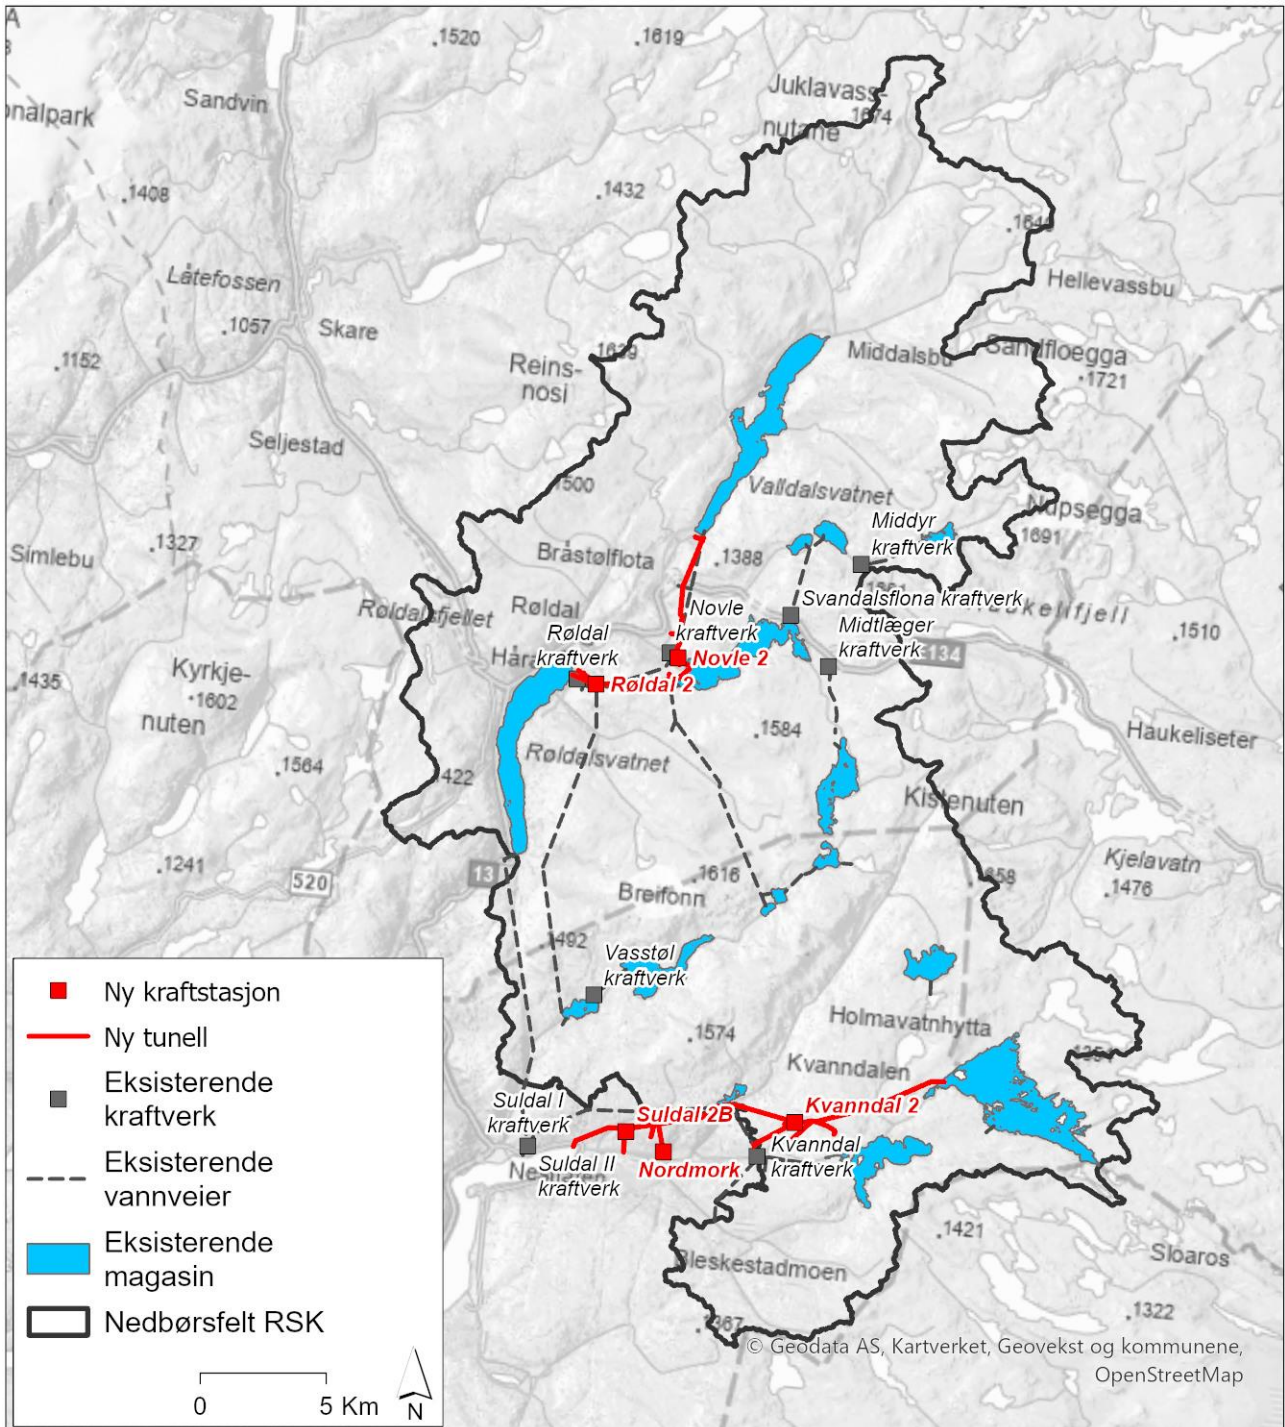 A
.1520
.1619
Juklavass-
nutane
1674
Sandvin
onalpark
.1408
.1432
Låtefossen
.1057
Skare
Hellevassbu
.1152
1629
Reins-
nosi
Middalsbu
Sandfloegga
.1721
Seljestad
1500
Valldalsvatnet
Nupsegga
1691
Middyr
kraftverk
Simlebu
.1327
Bråstølflota
.1388
Røldalsfjellet
Røldal
Novle
kraftverk
Svandalsflona kraftverk
Midtlæger
kraftverk
.1510
Røldal
kraftverk
Novle 2
134
Røldal 2
Kyrkje-
nuten
.1435
.1602
.1584
Haukeliseter
Røldalsvatnet
.1564
1422
Kistenuten
.1241
520
13
.1616
Kjelavatn
.1476
Breifonn
1492
Vasstøl
kraftverk
Holmavatnhytta
.1574
Kvanndalen
Suldal I
kraftverk
Suldal 2B
Kvanndal 2
Suldal II
kraftverk
Nordmork
Kvanndal
kraftverk
.1421
Sloaros
Bleskestadmoen
.1322
Ny kraftstasjon
Ny tunell
Eksisterende
kraftverk
Eksisterende
vannveier
Eksisterende
magasin
Nedbørsfelt RSK
0 5 Km
N
© Geodata AS, Kartverket, Geovekst og kommunene,
OpenStreetMap